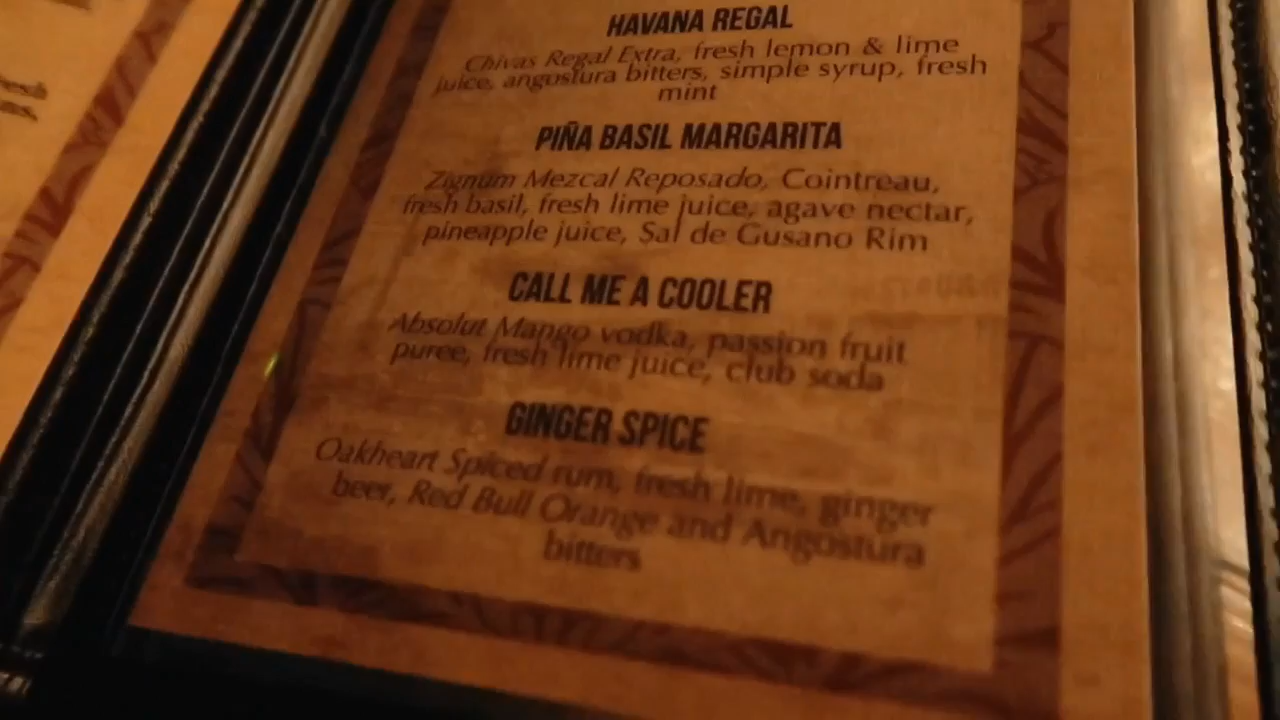 HAVANA REGAL
Chivas Regal Extra, fresh lemon & lime
juice, angostura bitters, simple syrup, fresh
mint
PIÑA BASIL MARGARITA
Zignum Mezcal Reposado, Cointreau,
fresh basil, fresh lime juice, agave nectar,
pineapple juice, Sal de Gusano Rim
CALL ME A COOLER
Absolut Mango vodka, passion fruit
puree, fresh lime juice, club soda
GINGER SPICE
Oakheart Spiced rum, fresh lime, ginger
beer, Red Bull Orange and Angostura
bitters